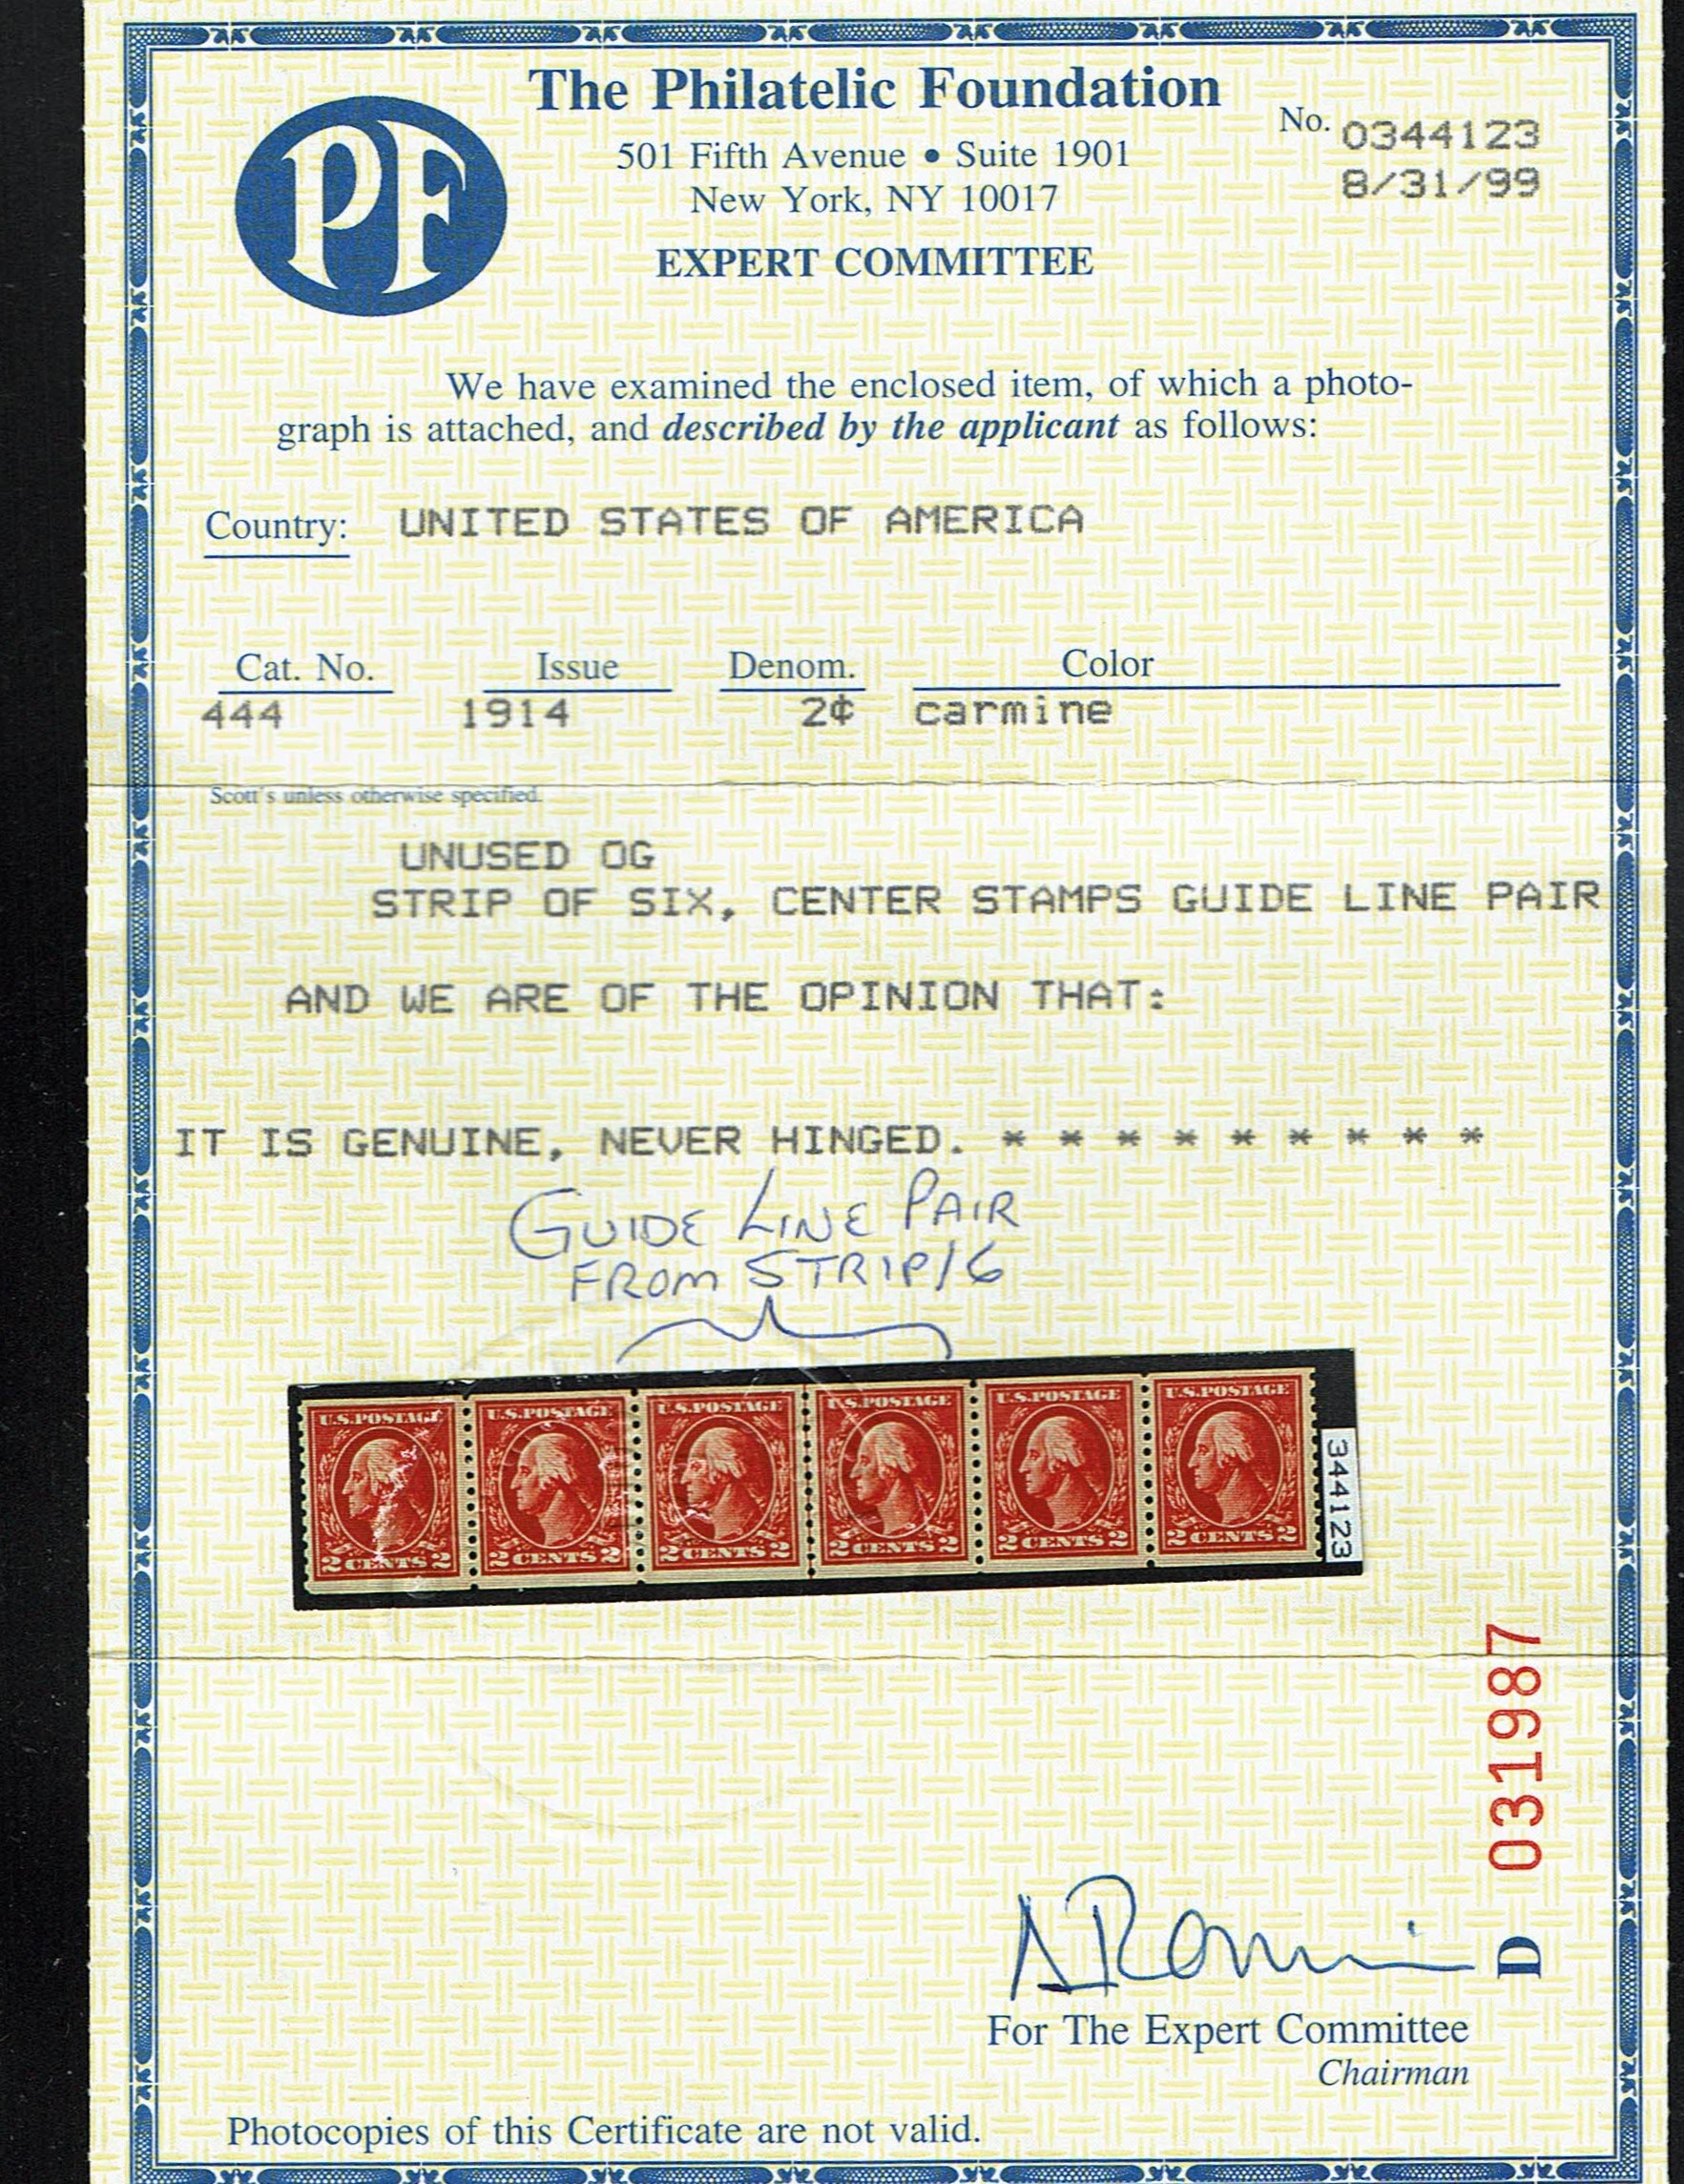 PF
The Philatelic Foundation
501 Fifth Avenue • Suite 1901
New York, NY 10017
EXPERT COMMITTEE
No. 0344123
8/31/99
We have examined the enclosed item, of which a photo-
graph is attached, and described by the applicant as follows:
Country: UNITED STATES OF AMERICA
Cat. No. Issue Denom. Color
444 1914 2¢ carmine
Scott's unless otherwise specified.
UNUSED OG
STRIP OF SIX, CENTER STAMPS GUIDE LINE PAIR
AND WE ARE OF THE OPINION THAT:
IT IS GENUINE, NEVER HINGED. * * * * * * * * *
GUIDE LINE PAIR
FROM STRIP/6
U.S.POSTAGE U.S.POSTAGE U.S.POSTAGE U.S.POSTAGE U.S.POSTAGE U.S.POSTAGE
2 CENTS 2 2 CENTS 2 2 CENTS 2 2 CENTS 2 2 CENTS 2 2 CENTS 2
344123
D 031987
For The Expert Committee
Chairman
Photocopies of this Certificate are not valid.